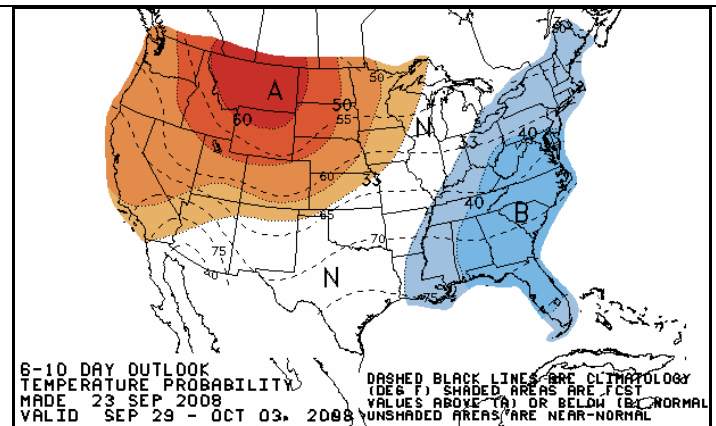 50
A
60
50
55
N
33
40
60
33
40
B
65
70
75
N
75
6-10 DAY OUTLOOK
TEMPERATURE PROBABILITY
MADE 23 SEP 2008
VALID SEP 29 - OCT 03, 2008
DASHED BLACK LINES ARE CLIMATOLOGY
(DEG F) SHADED AREAS ARE FCST
VALUES ABOVE (A) OR BELOW (B) NORMAL
UNSHADED AREAS ARE NEAR-NORMAL